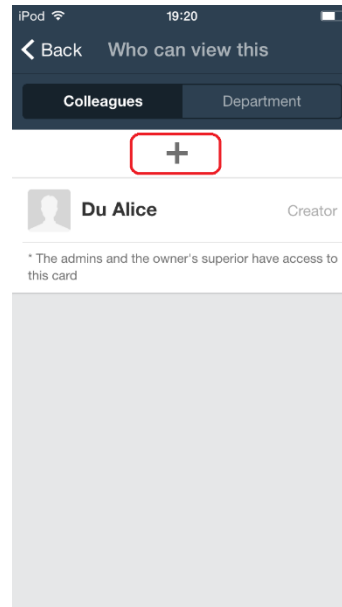 iPod 19:20
Back Who can view this
Colleagues Department
+
Du Alice Creator
* The admins and the owner's superior have access to
this card